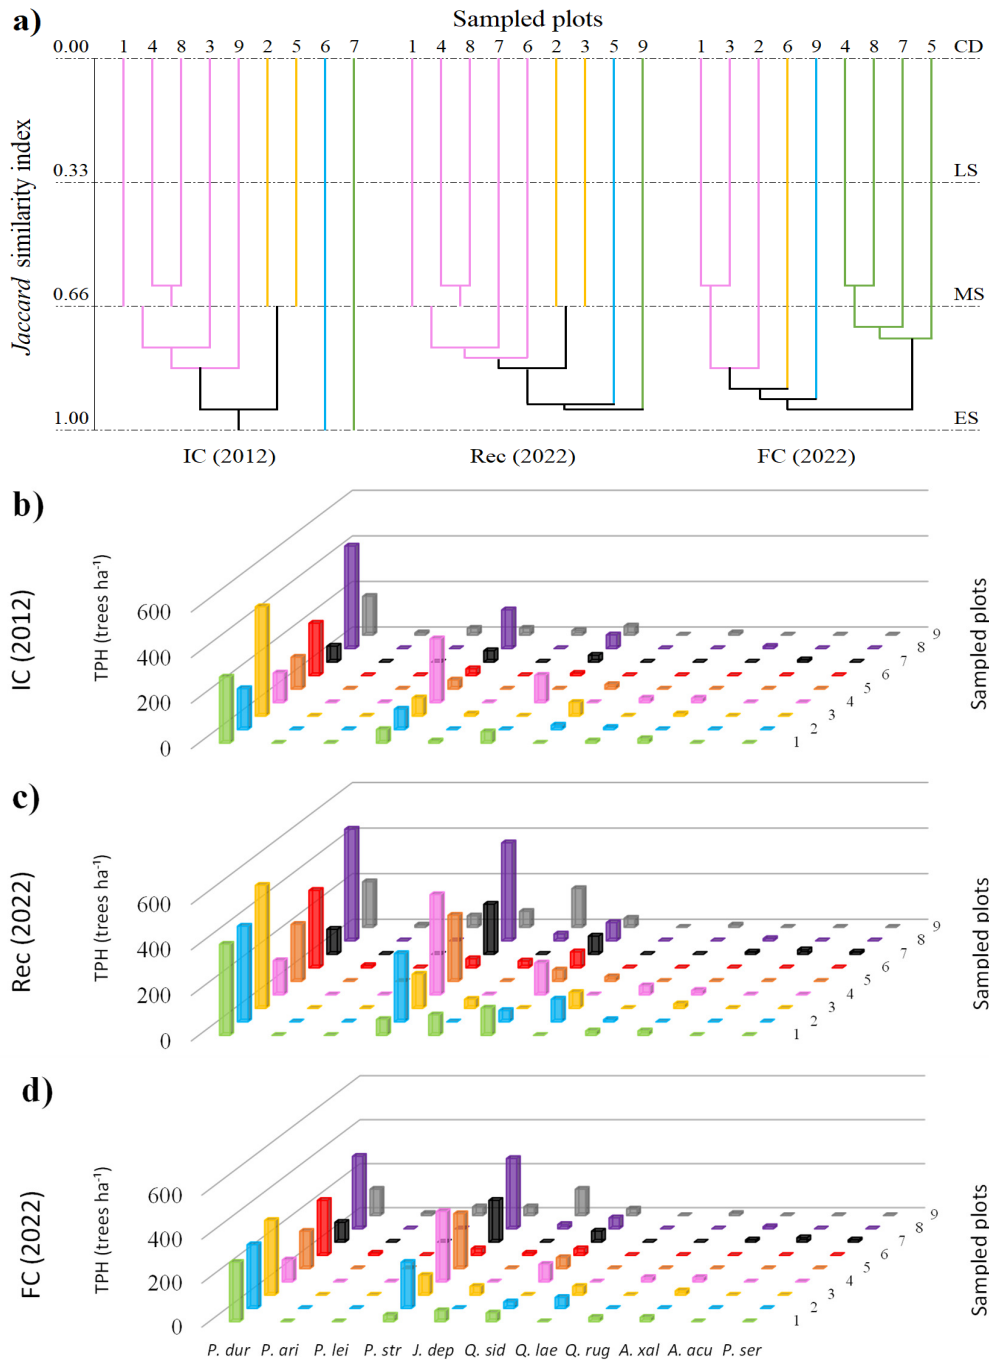 a)
Sampled plots
0.00 1 4 8 3 9 2 5 6 7 1 4 8 7 6 2 3 5 9 1 3 2 6 9 4 8 7 5 CD
0.33 LS
0.66 MS
1.00 ES
Jaccard similarity index
IC (2012) Rec (2022) FC (2022)
b)
IC (2012)
TPH (trees ha⁻¹)
600
400
200
0
1 2 3 4 5 6 7 8 9
Sampled plots
c)
Rec (2022)
TPH (trees ha⁻¹)
600
400
200
0
1 2 3 4 5 6 7 8 9
Sampled plots
d)
FC (2022)
TPH (trees ha⁻¹)
600
400
200
0
1 2 3 4 5 6 7 8 9
Sampled plots
P. dur P. ari P. lei P. str J. dep Q. sid Q. lae Q. rug A. xal A. acu P. ser